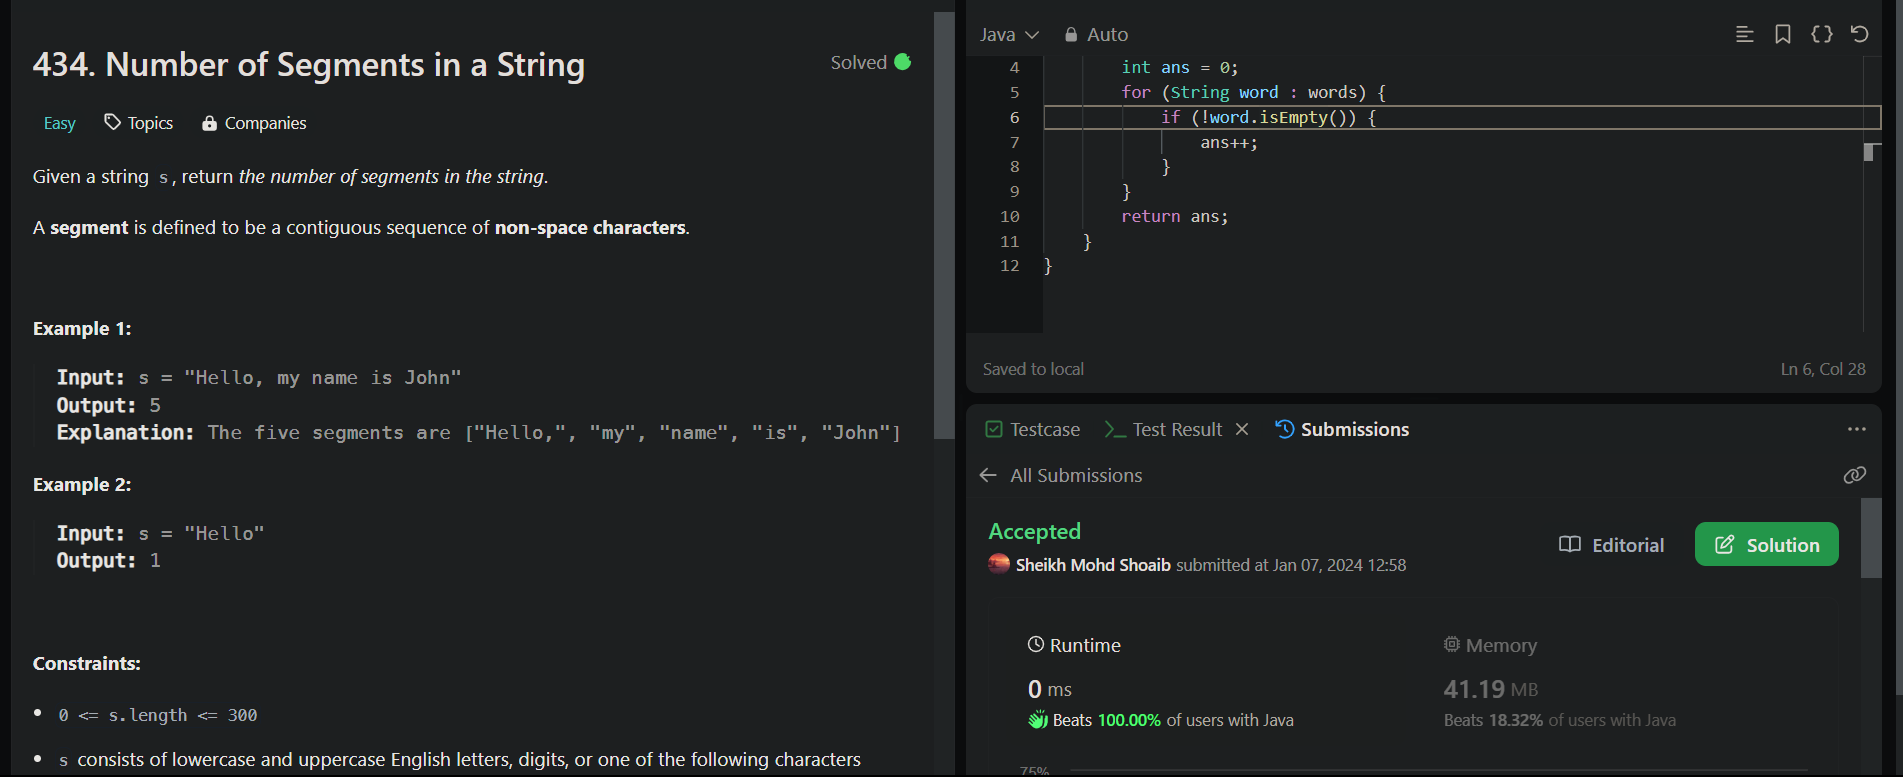 434. Number of Segments in a String
Solved
Easy
Topics
Companies
Given a string s, return the number of segments in the string.
A segment is defined to be a contiguous sequence of non-space characters.
Example 1:
Input: s = "Hello, my name is John"
Output: 5
Explanation: The five segments are ["Hello,", "my", "name", "is", "John"]
Example 2:
Input: s = "Hello"
Output: 1
Constraints:
• 0 <= s.length <= 300
• s consists of lowercase and uppercase English letters, digits, or one of the following characters
Java
Auto
4 int ans = 0;
5 for (String word : words) {
6 if (!word.isEmpty()) {
7 ans++;
8 }
9 }
10 return ans;
11 }
12 }
Saved to local
Ln 6, Col 28
Testcase
Test Result
Submissions
All Submissions
Accepted
Sheikh Mohd Shoaib submitted at Jan 07, 2024 12:58
Editorial
Solution
Runtime
0 ms
Beats 100.00% of users with Java
Memory
41.19 MB
Beats 18.32% of users with Java
75%